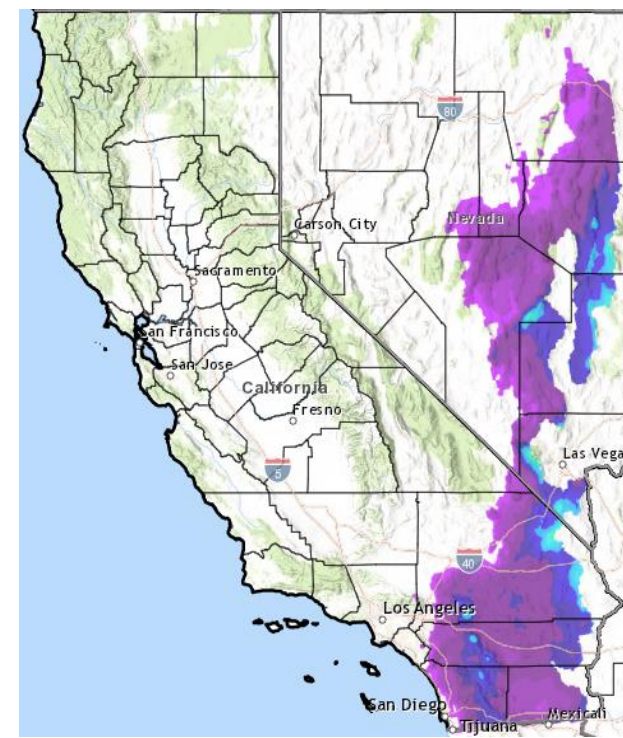 80
Nevada
Carson City
Sacramento
San Francisco
San Jose
California
Fresno
Las Vega
5
40
Los Angeles
San Diego
Mexicali
Tijuana